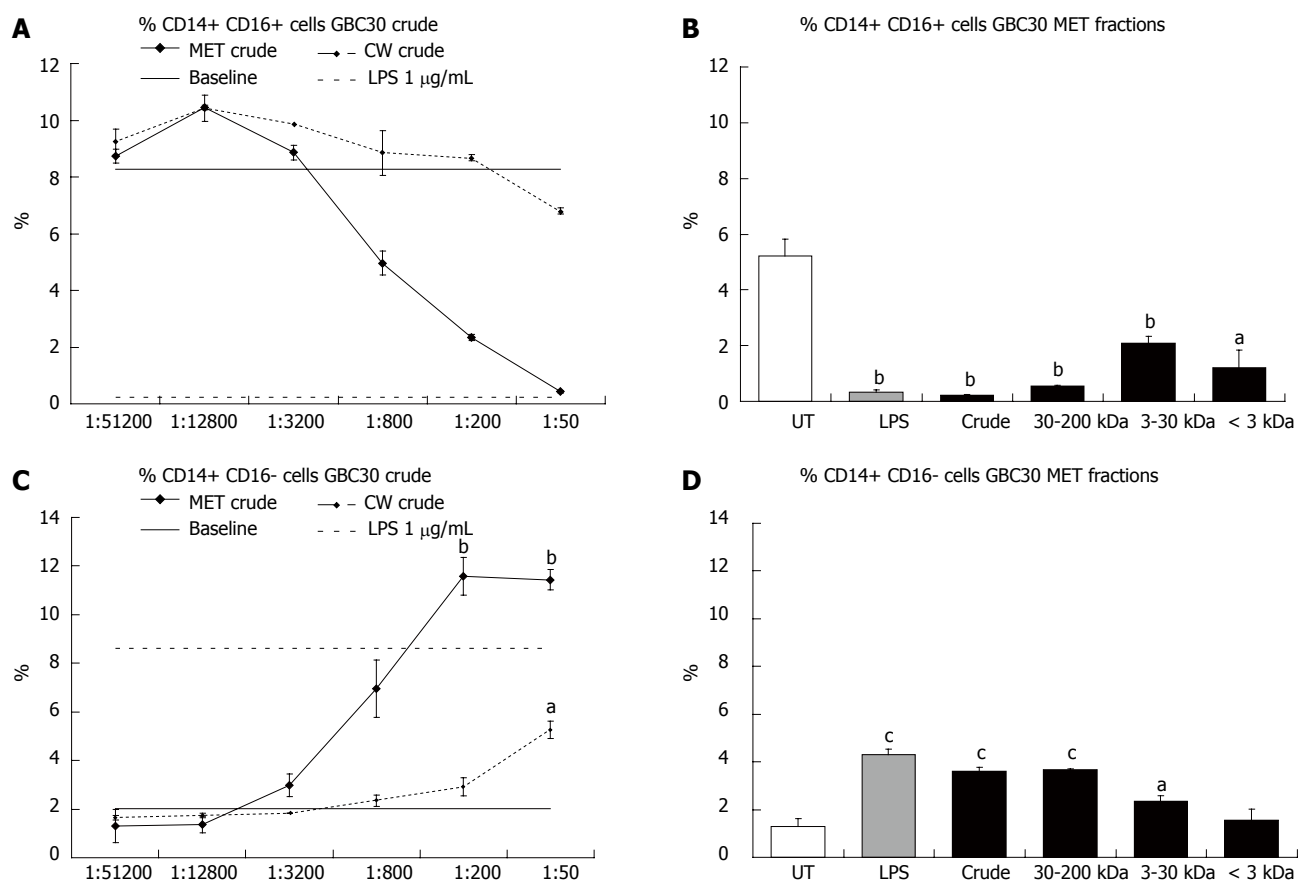 A
% CD14+ CD16+ cells GBC30 crude
MET crude
CW crude
Baseline
LPS 1 μg/mL
12
10
8
6
4
2
0
%
1:51200 1:12800 1:3200 1:800 1:200 1:50
B
% CD14+ CD16+ cells GBC30 MET fractions
12
10
8
6
4
2
0
%
b
b
b
b
a
UT LPS Crude 30-200 kDa 3-30 kDa < 3 kDa
C
% CD14+ CD16- cells GBC30 crude
MET crude
CW crude
Baseline
LPS 1 μg/mL
14
12
10
8
6
4
2
0
%
b
b
a
1:51200 1:12800 1:3200 1:800 1:200 1:50
D
% CD14+ CD16- cells GBC30 MET fractions
14
12
10
8
6
4
2
0
%
c
c
c
a
UT LPS Crude 30-200 kDa 3-30 kDa < 3 kDa